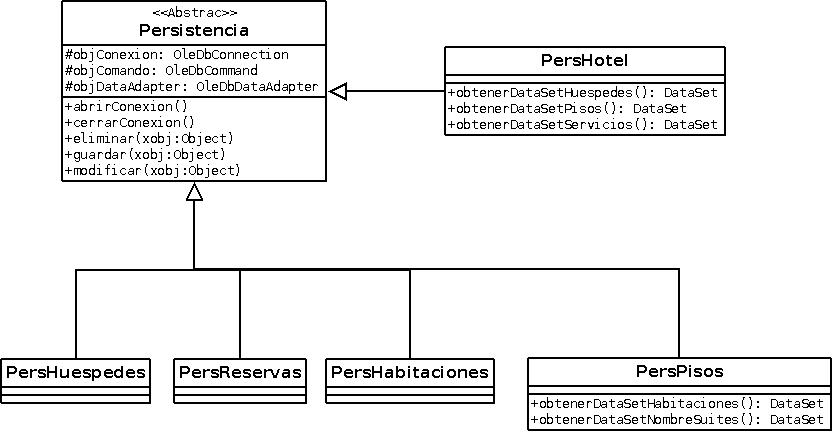 <<Abstrac>>
Persistencia
#objConexion: OleDbConnection
#objComando: OleDbCommand
#objDataAdapter: OleDbDataAdapter
+abrirConexion()
+cerrarConexion()
+eliminar(xobj:Object)
+guardar(xobj:Object)
+modificar(xobj:Object)
PersHotel
+obtenerDataSetHuespedes(): DataSet
+obtenerDataSetPisos(): DataSet
+obtenerDataSetServicios(): DataSet
PersHuespedes
PersReservas
PersHabitaciones
PersPisos
+obtenerDataSetHabitaciones(): DataSet
+obtenerDataSetNombreSuites(): DataSet